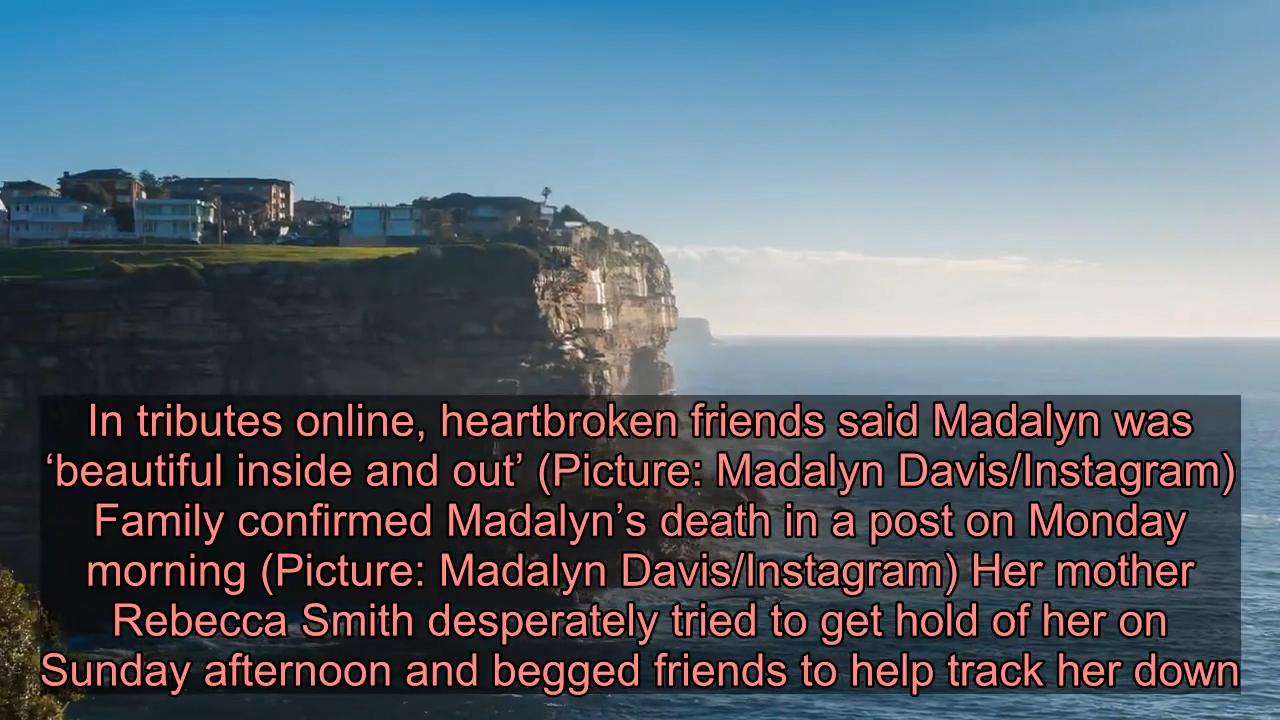 In tributes online, heartbroken friends said Madalyn was
‘beautiful inside and out’ (Picture: Madalyn Davis/Instagram)
Family confirmed Madalyn’s death in a post on Monday
morning (Picture: Madalyn Davis/Instagram) Her mother
Rebecca Smith desperately tried to get hold of her on
Sunday afternoon and begged friends to help track her down